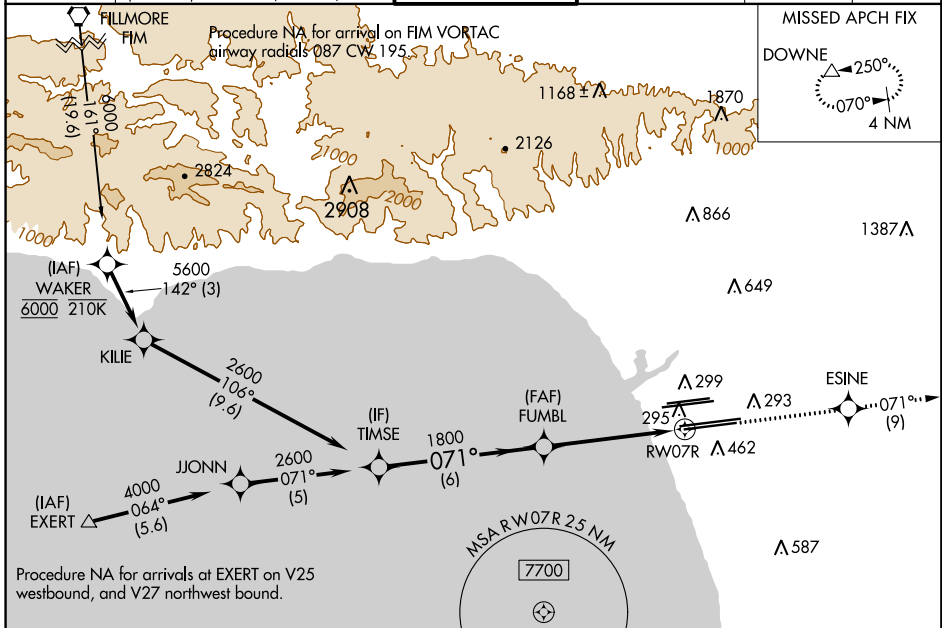 FILLMORE
FIM
Procedure NA for arrival on FIM VORTAC
airway radials 087 CW 195.
MISSED APCH FIX
DOWNE
250°
070°
4 NM
6000
161°
(19.6)
1168 ±
1870
1000
2126
1000
2824
2908
2000
1000
866
1387
649
(IAF)
WAKER
6000 210K
5600
142° (3)
KILIE
2600
106°
(9.6)
299
295
293
ESINE
071°
(9)
(FAF)
FUMBL
(IF)
TIMSE
1800
071°
(6)
RW07R
462
JJONN
2600
071°
(5)
4000
064°
(5.6)
(IAF)
EXERT
587
MSA RW07R 25 NM
7700
Procedure NA for arrivals at EXERT on V25
westbound, and V27 northwest bound.